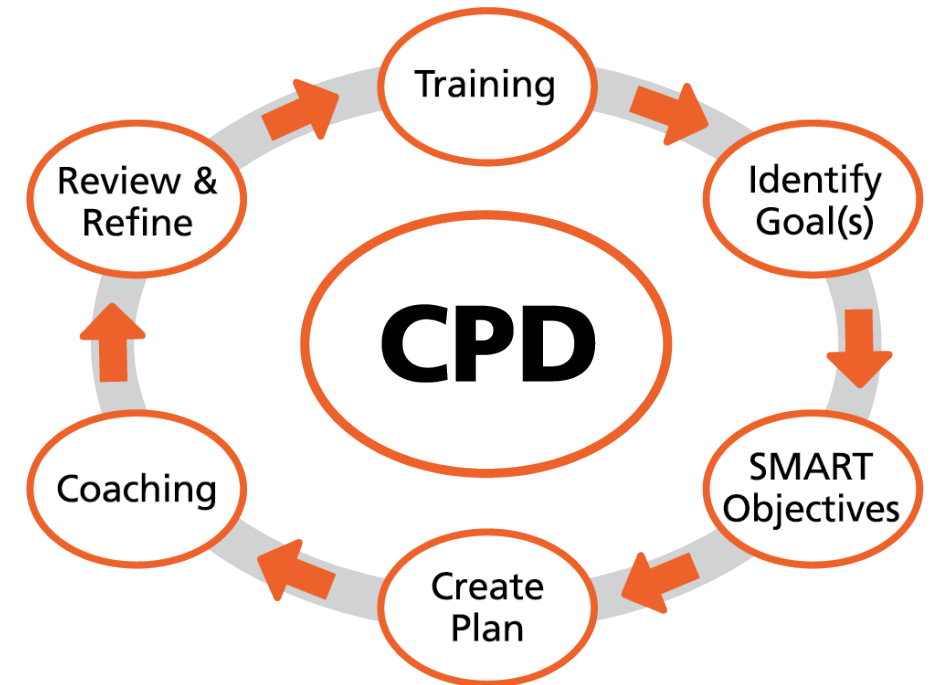 Training
Identify
Goal(s)
SMART
Objectives
Create
Plan
Coaching
Review &
Refine
CPD